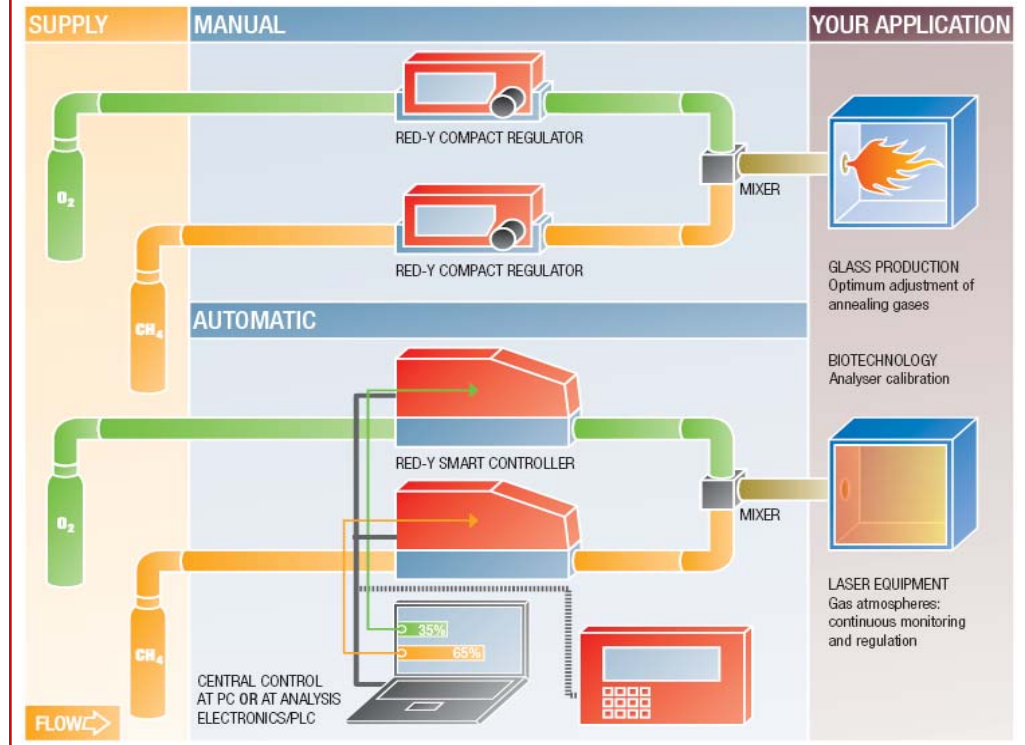 SUPPLY
MANUAL
YOUR APPLICATION
O₂
RED-Y COMPACT REGULATOR
MIXER
CH₄
RED-Y COMPACT REGULATOR
GLASS PRODUCTION
Optimum adjustment of
annealing gases
AUTOMATIC
BIOTECHNOLOGY
Analyser calibration
O₂
RED-Y SMART CONTROLLER
MIXER
CH₄
35%
65%
LASER EQUIPMENT
Gas atmospheres:
continuous monitoring
and regulation
CENTRAL CONTROL
AT PC OR AT ANALYSIS
ELECTRONICS/PLC
FLOW